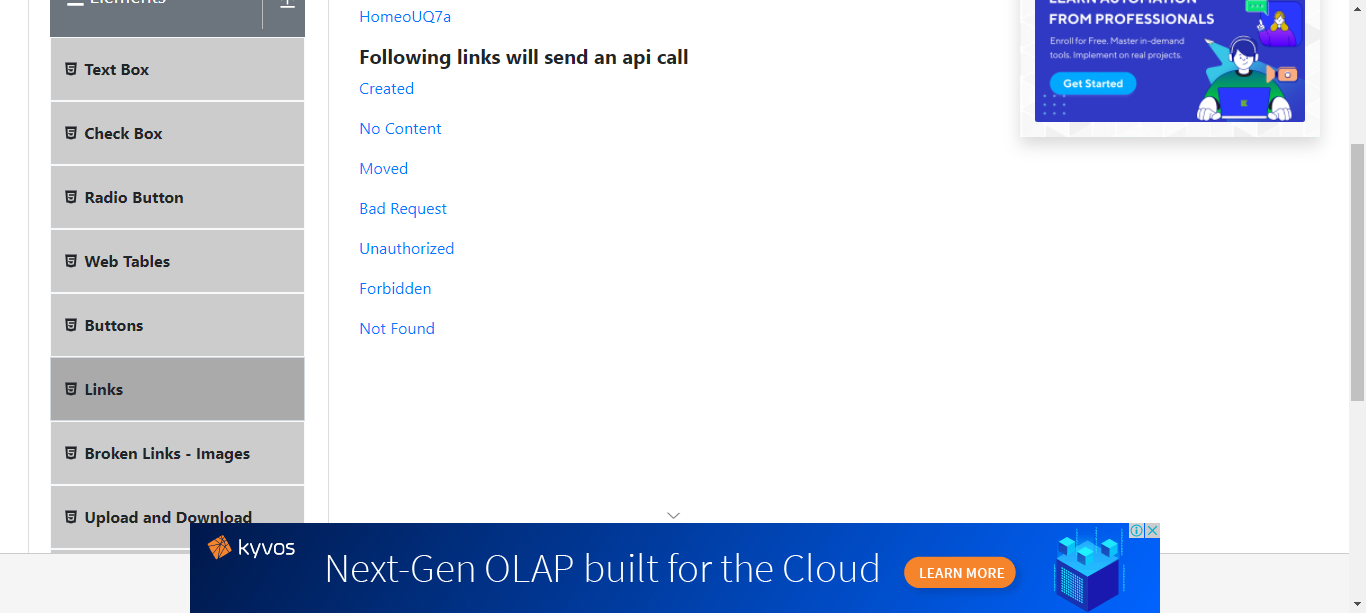 Elements
Text Box
Check Box
Radio Button
Web Tables
Buttons
Links
Broken Links - Images
Upload and Download
HomeoUQ7a
Following links will send an api call
Created
No Content
Moved
Bad Request
Unauthorized
Forbidden
Not Found
LEARN AUTOMATION
FROM PROFESSIONALS
Enroll for Free. Master in-demand
tools. Implement on real projects.
Get Started
kyvos
Next-Gen OLAP built for the Cloud
LEARN MORE